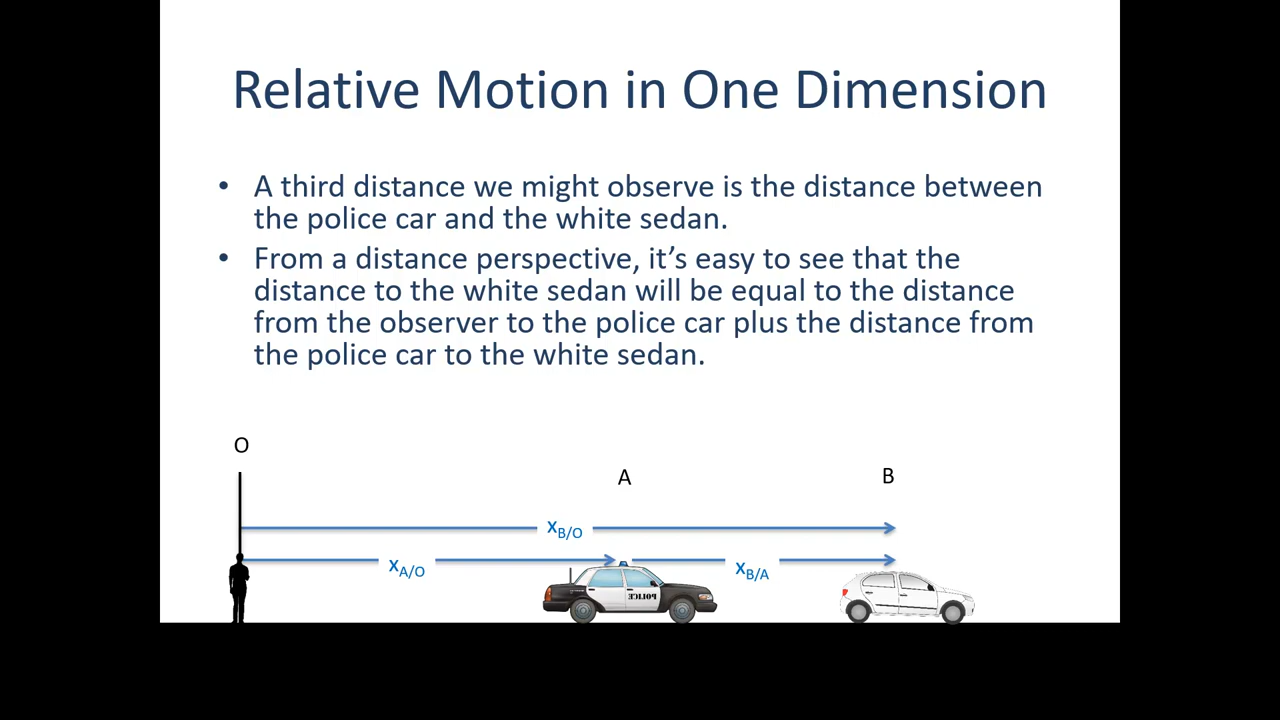 Relative Motion in One Dimension
• A third distance we might observe is the distance between
the police car and the white sedan.
• From a distance perspective, it’s easy to see that the
distance to the white sedan will be equal to the distance
from the observer to the police car plus the distance from
the police car to the white sedan.
O
A
B
xB/O
xA/O
xB/A
POLICE